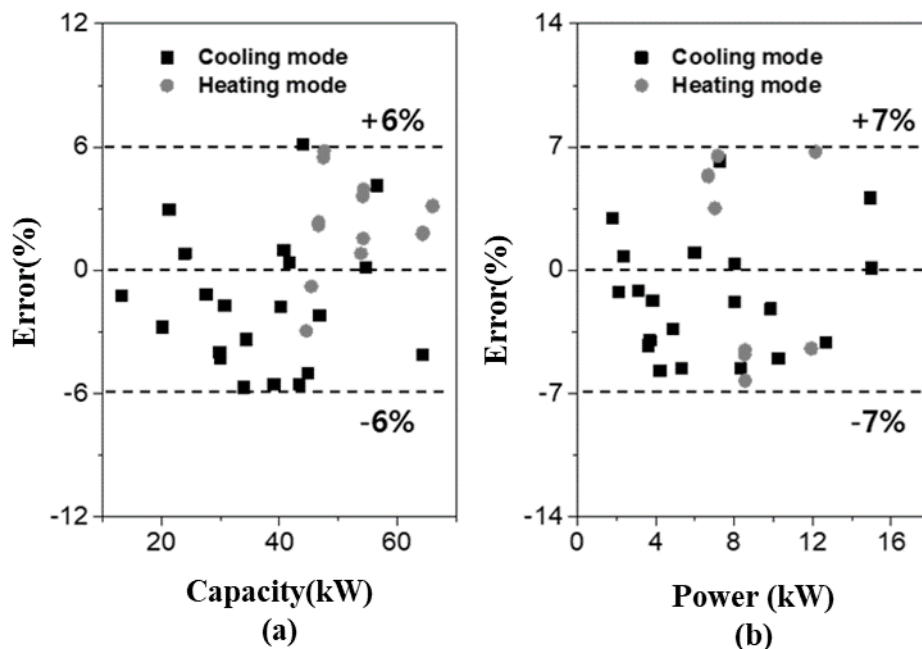 12
6
0
-6
-12
Error(%)
Cooling mode
Heating mode
+6%
-6%
20
40
60
Capacity(kW)
(a)
14
7
0
-7
-14
Error(%)
Cooling mode
Heating mode
+7%
-7%
0
4
8
12
16
Power (kW)
(b)